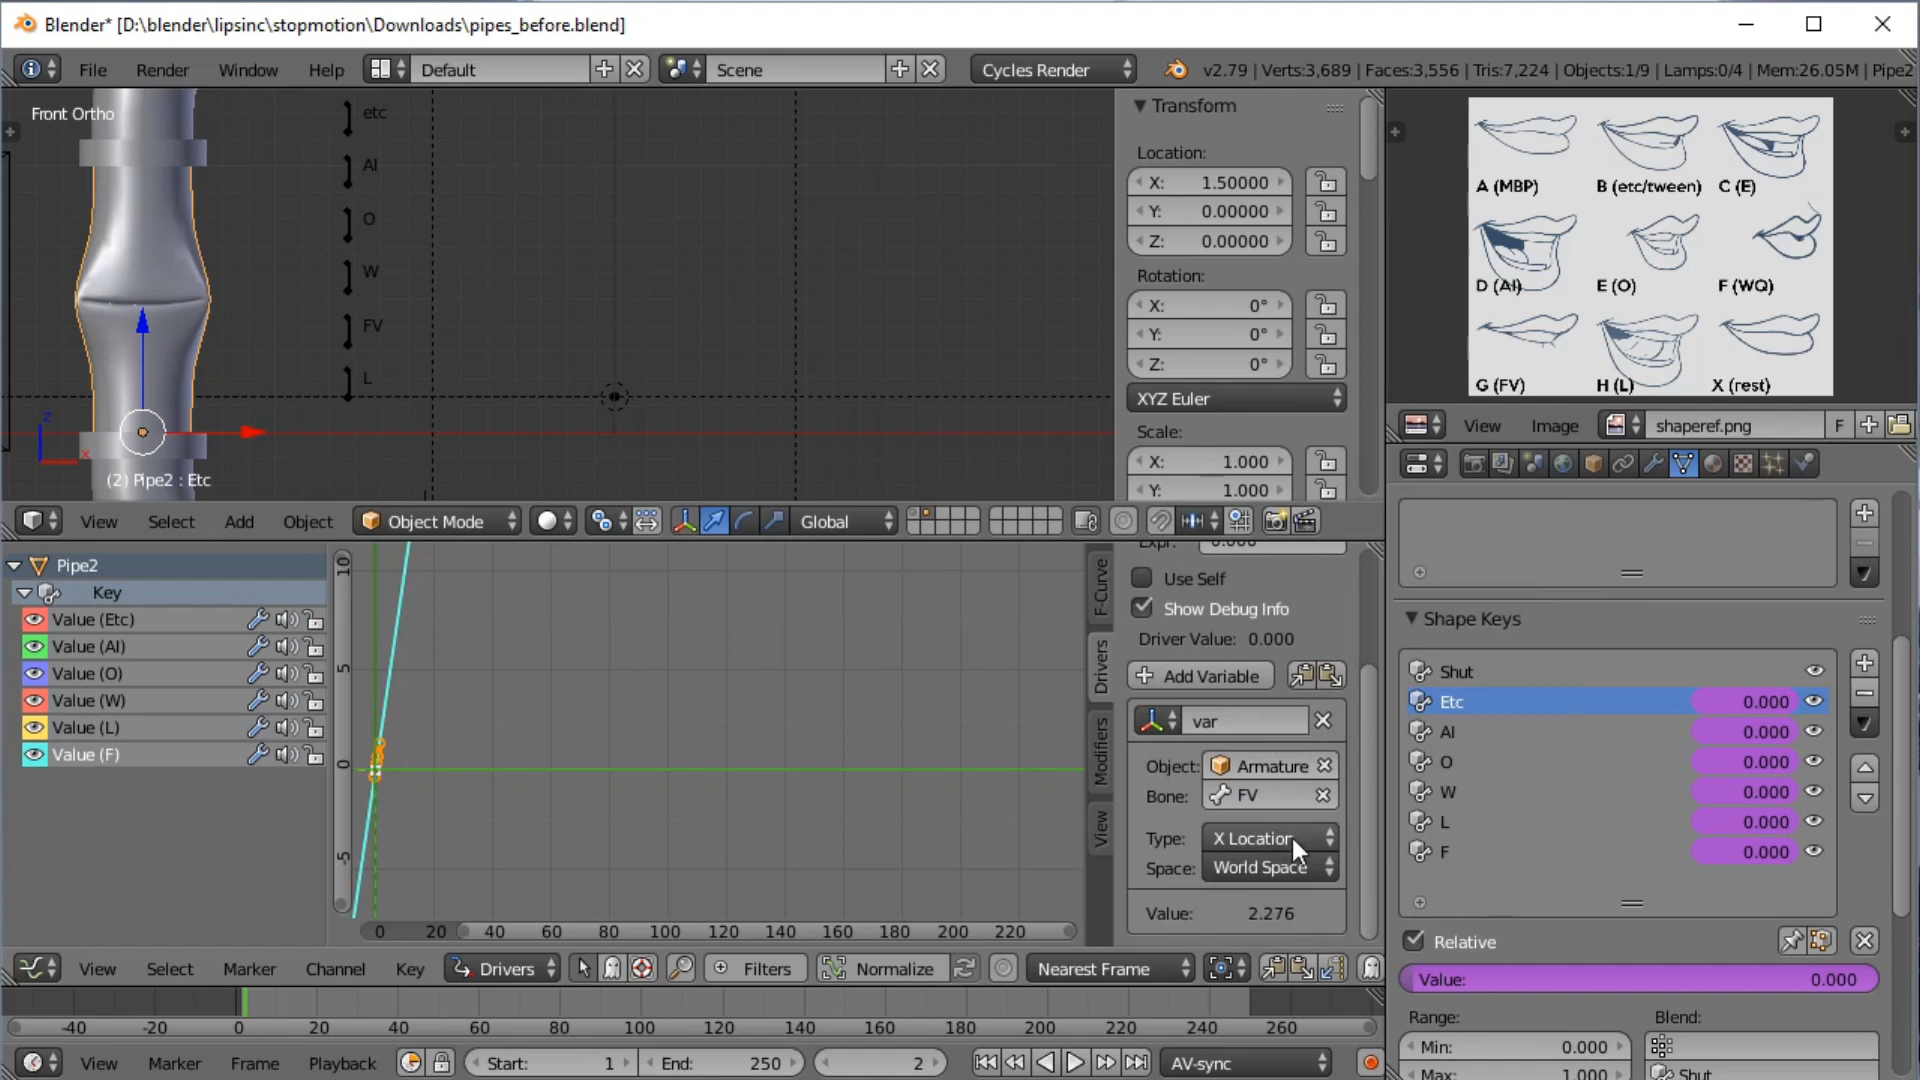 Blender* [D:\blender\lipsinc\stopmotion\Downloads\pipes_before.blend]
File Render Window Help Default Scene Cycles Render v2.79 | Verts:3,689 | Faces:3,556 | Tris:7,224 | Objects:1/9 | Lamps:0/4 | Mem:26.05M | Pipe2
Front Ortho
etc
AI
O
W
FV
L
z
x
(2) Pipe2 : Etc
Transform
Location:
X: 1.50000
Y: 0.00000
Z: 0.00000
Rotation:
X: 0°
Y: 0°
Z: 0°
XYZ Euler
Scale:
X: 1.000
Y: 1.000
A (MBP) B (etc/tween) C (E)
D (AI) E (O) F (WQ)
G (FV) H (L) X (rest)
View Image shaperef.png F
View Select Add Object Object Mode Global
Pipe2
Key
Value (Etc)
Value (AI)
Value (O)
Value (W)
Value (L)
Value (F)
10
5
0
-5
0 20 40 60 80 100 120 140 160 180 200 220
F-Curve
Drivers
Modifiers
View
Expr: 0.000
Use Self
Show Debug Info
Driver Value: 0.000
Add Variable
var
Object: Armature
Bone: FV
Type: X Location
Space: World Space
Value: 2.276
Shape Keys
Shut
Etc 0.000
AI 0.000
O 0.000
W 0.000
L 0.000
F 0.000
Relative
Value: 0.000
Range: Blend:
Min: 0.000
Max: 1.000 Shut
View Select Marker Channel Key Drivers Filters Normalize Nearest Frame
-40 -20 0 20 40 60 80 100 120 140 160 180 200 220 240 260
View Marker Frame Playback Start: 1 End: 250 2 AV-sync